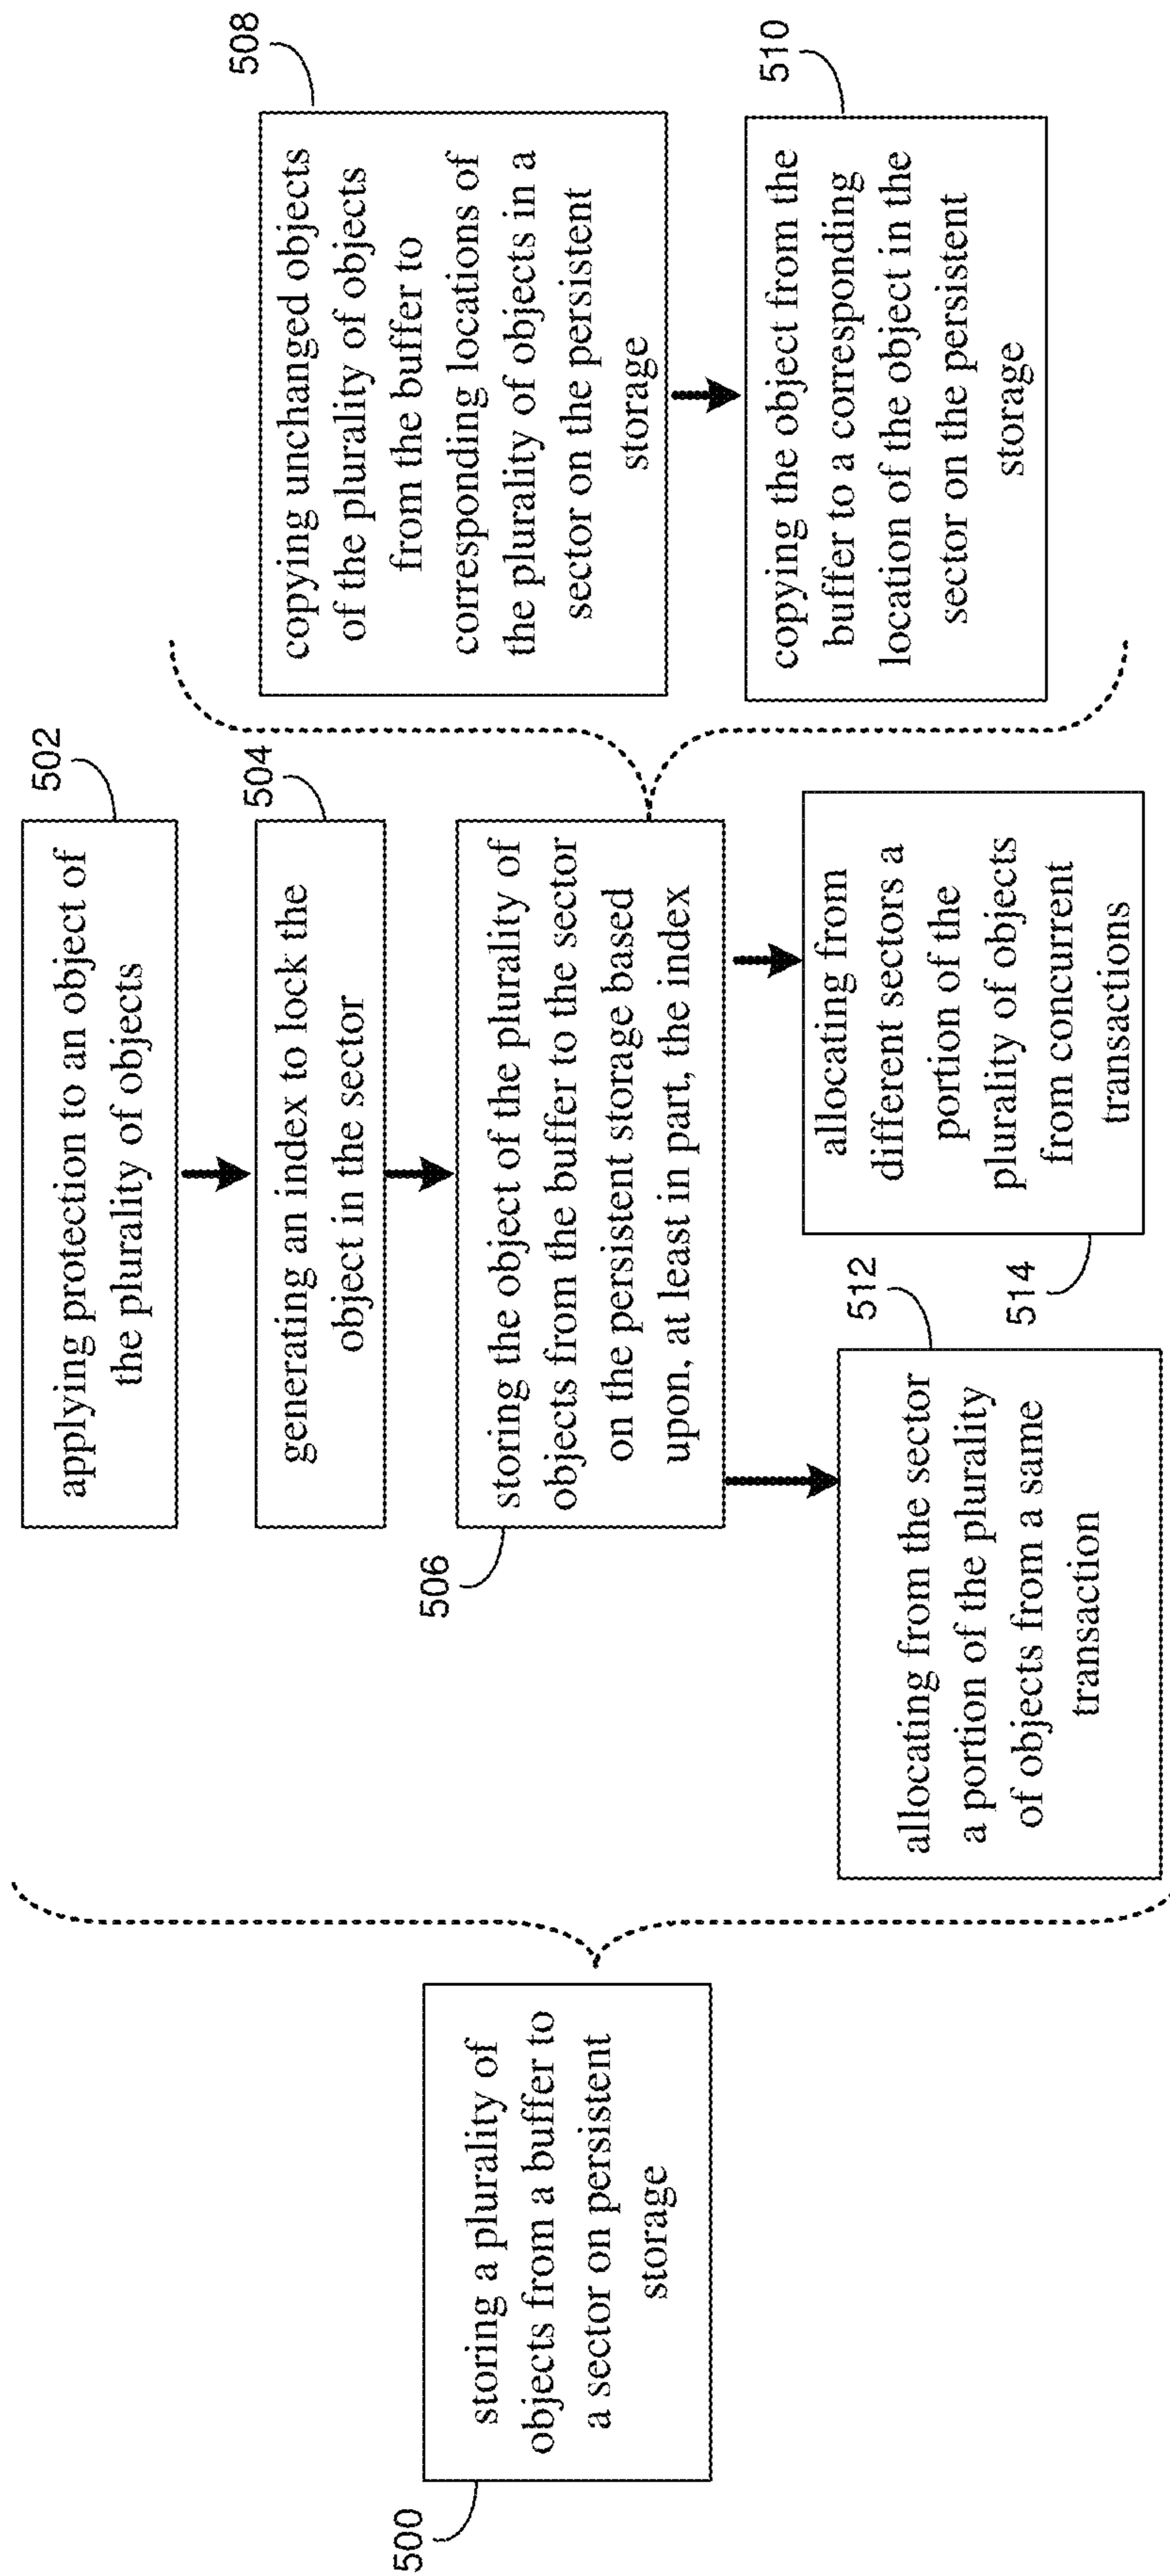 500
storing a plurality of
objects from a buffer to
a sector on persistent
storage
502
applying protection to an object of
the plurality of objects
504
generating an index to lock the
object in the sector
506
storing the object of the plurality of
objects from the buffer to the sector
on the persistent storage based
upon, at least in part, the index
508
copying unchanged objects
of the plurality of objects
from the buffer to
corresponding locations of
the plurality of objects in a
sector on the persistent
storage
510
copying the object from the
buffer to a corresponding
location of the object in the
sector on the persistent
storage
512
allocating from the sector
a portion of the plurality
of objects from a same
transaction
514
allocating from
different sectors a
portion of the
plurality of objects
from concurrent
transactions